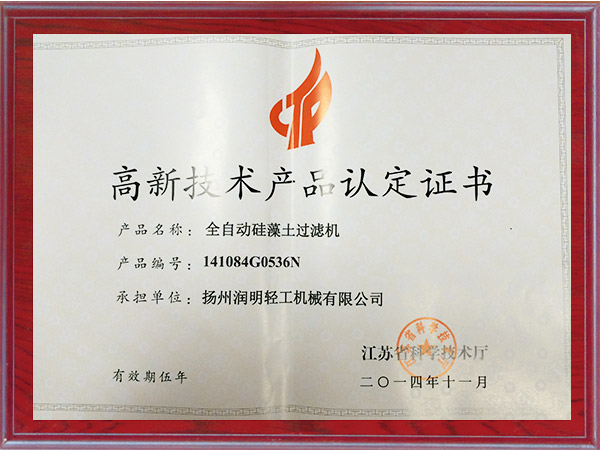 高新技术产品认定证书
产品名称：全自动硅藻土过滤机
产品编号：141084G0536N
承担单位：扬州润明轻工机械有限公司
江苏省科学技术厅
有效期伍年
二〇一四年十一月